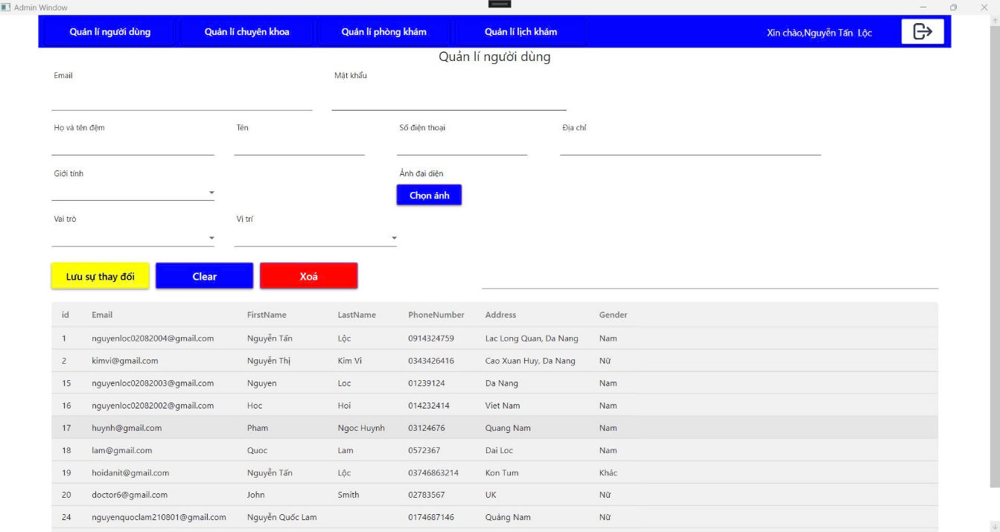 Admin Window
Quản lí người dùng Quản lí chuyên khoa Quản lí phòng khám Quản lí lịch khám Xin chào,Nguyễn Tấn Lộc
Quản lí người dùng
Email Mật khẩu
Họ và tên đệm Tên Số điện thoại Địa chỉ
Giới tính Ảnh đại diện
Chọn ảnh
Vai trò Vị trí
Lưu sự thay đổi Clear Xoá
id Email FirstName LastName PhoneNumber Address Gender
1 nguyenloc02082004@gmail.com Nguyễn Tấn Lộc 0914324759 Lac Long Quan, Da Nang Nam
2 kimvi@gmail.com Nguyễn Thị Kim Vi 0343426416 Cao Xuan Huy, Da Nang Nữ
15 nguyenloc02082003@gmail.com Nguyen Loc 01239124 Da Nang Nam
16 nguyenloc02082002@gmail.com Hoc Hoi 014232414 Viet Nam Nam
17 huynh@gmail.com Pham Ngoc Huynh 03124676 Quang Nam Nam
18 lam@gmail.com Quoc Lam 0572367 Dai Loc Nam
19 hoidanit@gmail.com Nguyễn Tấn Lộc 03746863214 Kon Tum Khác
20 doctor6@gmail.com John Smith 02783567 UK Nữ
24 nguyenquoclam210801@gmail.com Nguyễn Quốc Lam 0174687146 Quảng Nam Nữ